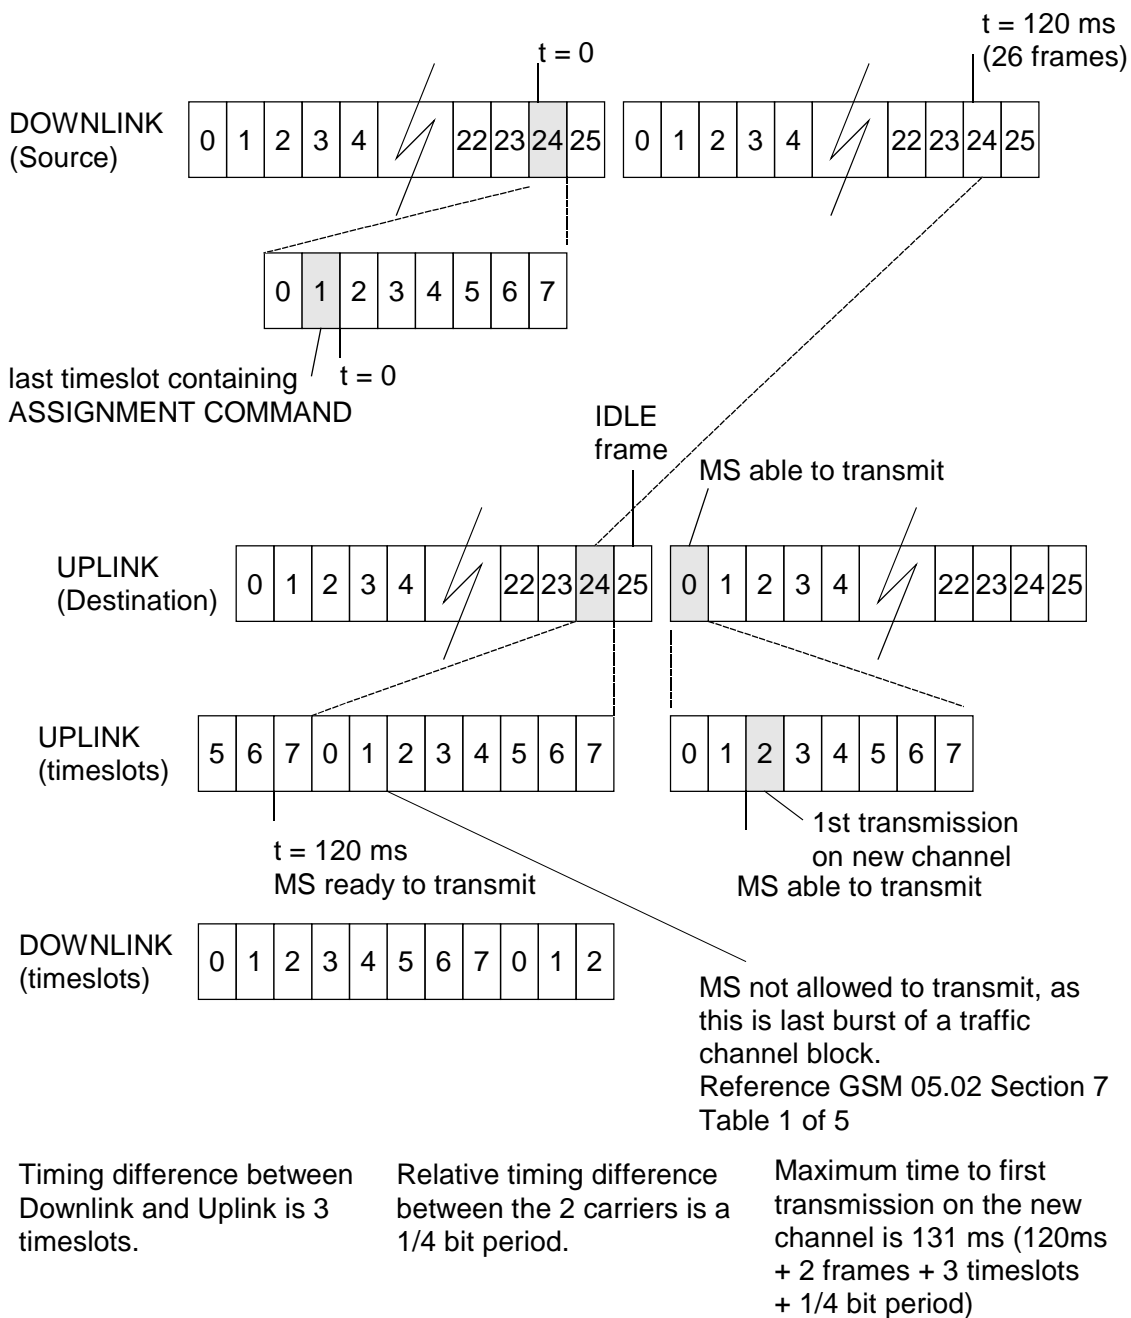 t = 120 ms
(26 frames)
t = 0
DOWNLINK
(Source)
0 1 2 3 4 22 23 24 25 0 1 2 3 4 22 23 24 25
0 1 2 3 4 5 6 7
last timeslot containing
ASSIGNMENT COMMAND
t = 0
IDLE
frame
MS able to transmit
UPLINK
(Destination)
0 1 2 3 4 22 23 24 25 0 1 2 3 4 22 23 24 25
UPLINK
(timeslots)
5 6 7 0 1 2 3 4 5 6 7 0 1 2 3 4 5 6 7
t = 120 ms
MS ready to transmit
1st transmission
on new channel
MS able to transmit
DOWNLINK
(timeslots)
0 1 2 3 4 5 6 7 0 1 2
MS not allowed to transmit, as
this is last burst of a traffic
channel block.
Reference GSM 05.02 Section 7
Table 1 of 5
Timing difference between
Downlink and Uplink is 3
timeslots.
Relative timing difference
between the 2 carriers is a
1/4 bit period.
Maximum time to first
transmission on the new
channel is 131 ms (120ms
+ 2 frames + 3 timeslots
+ 1/4 bit period)